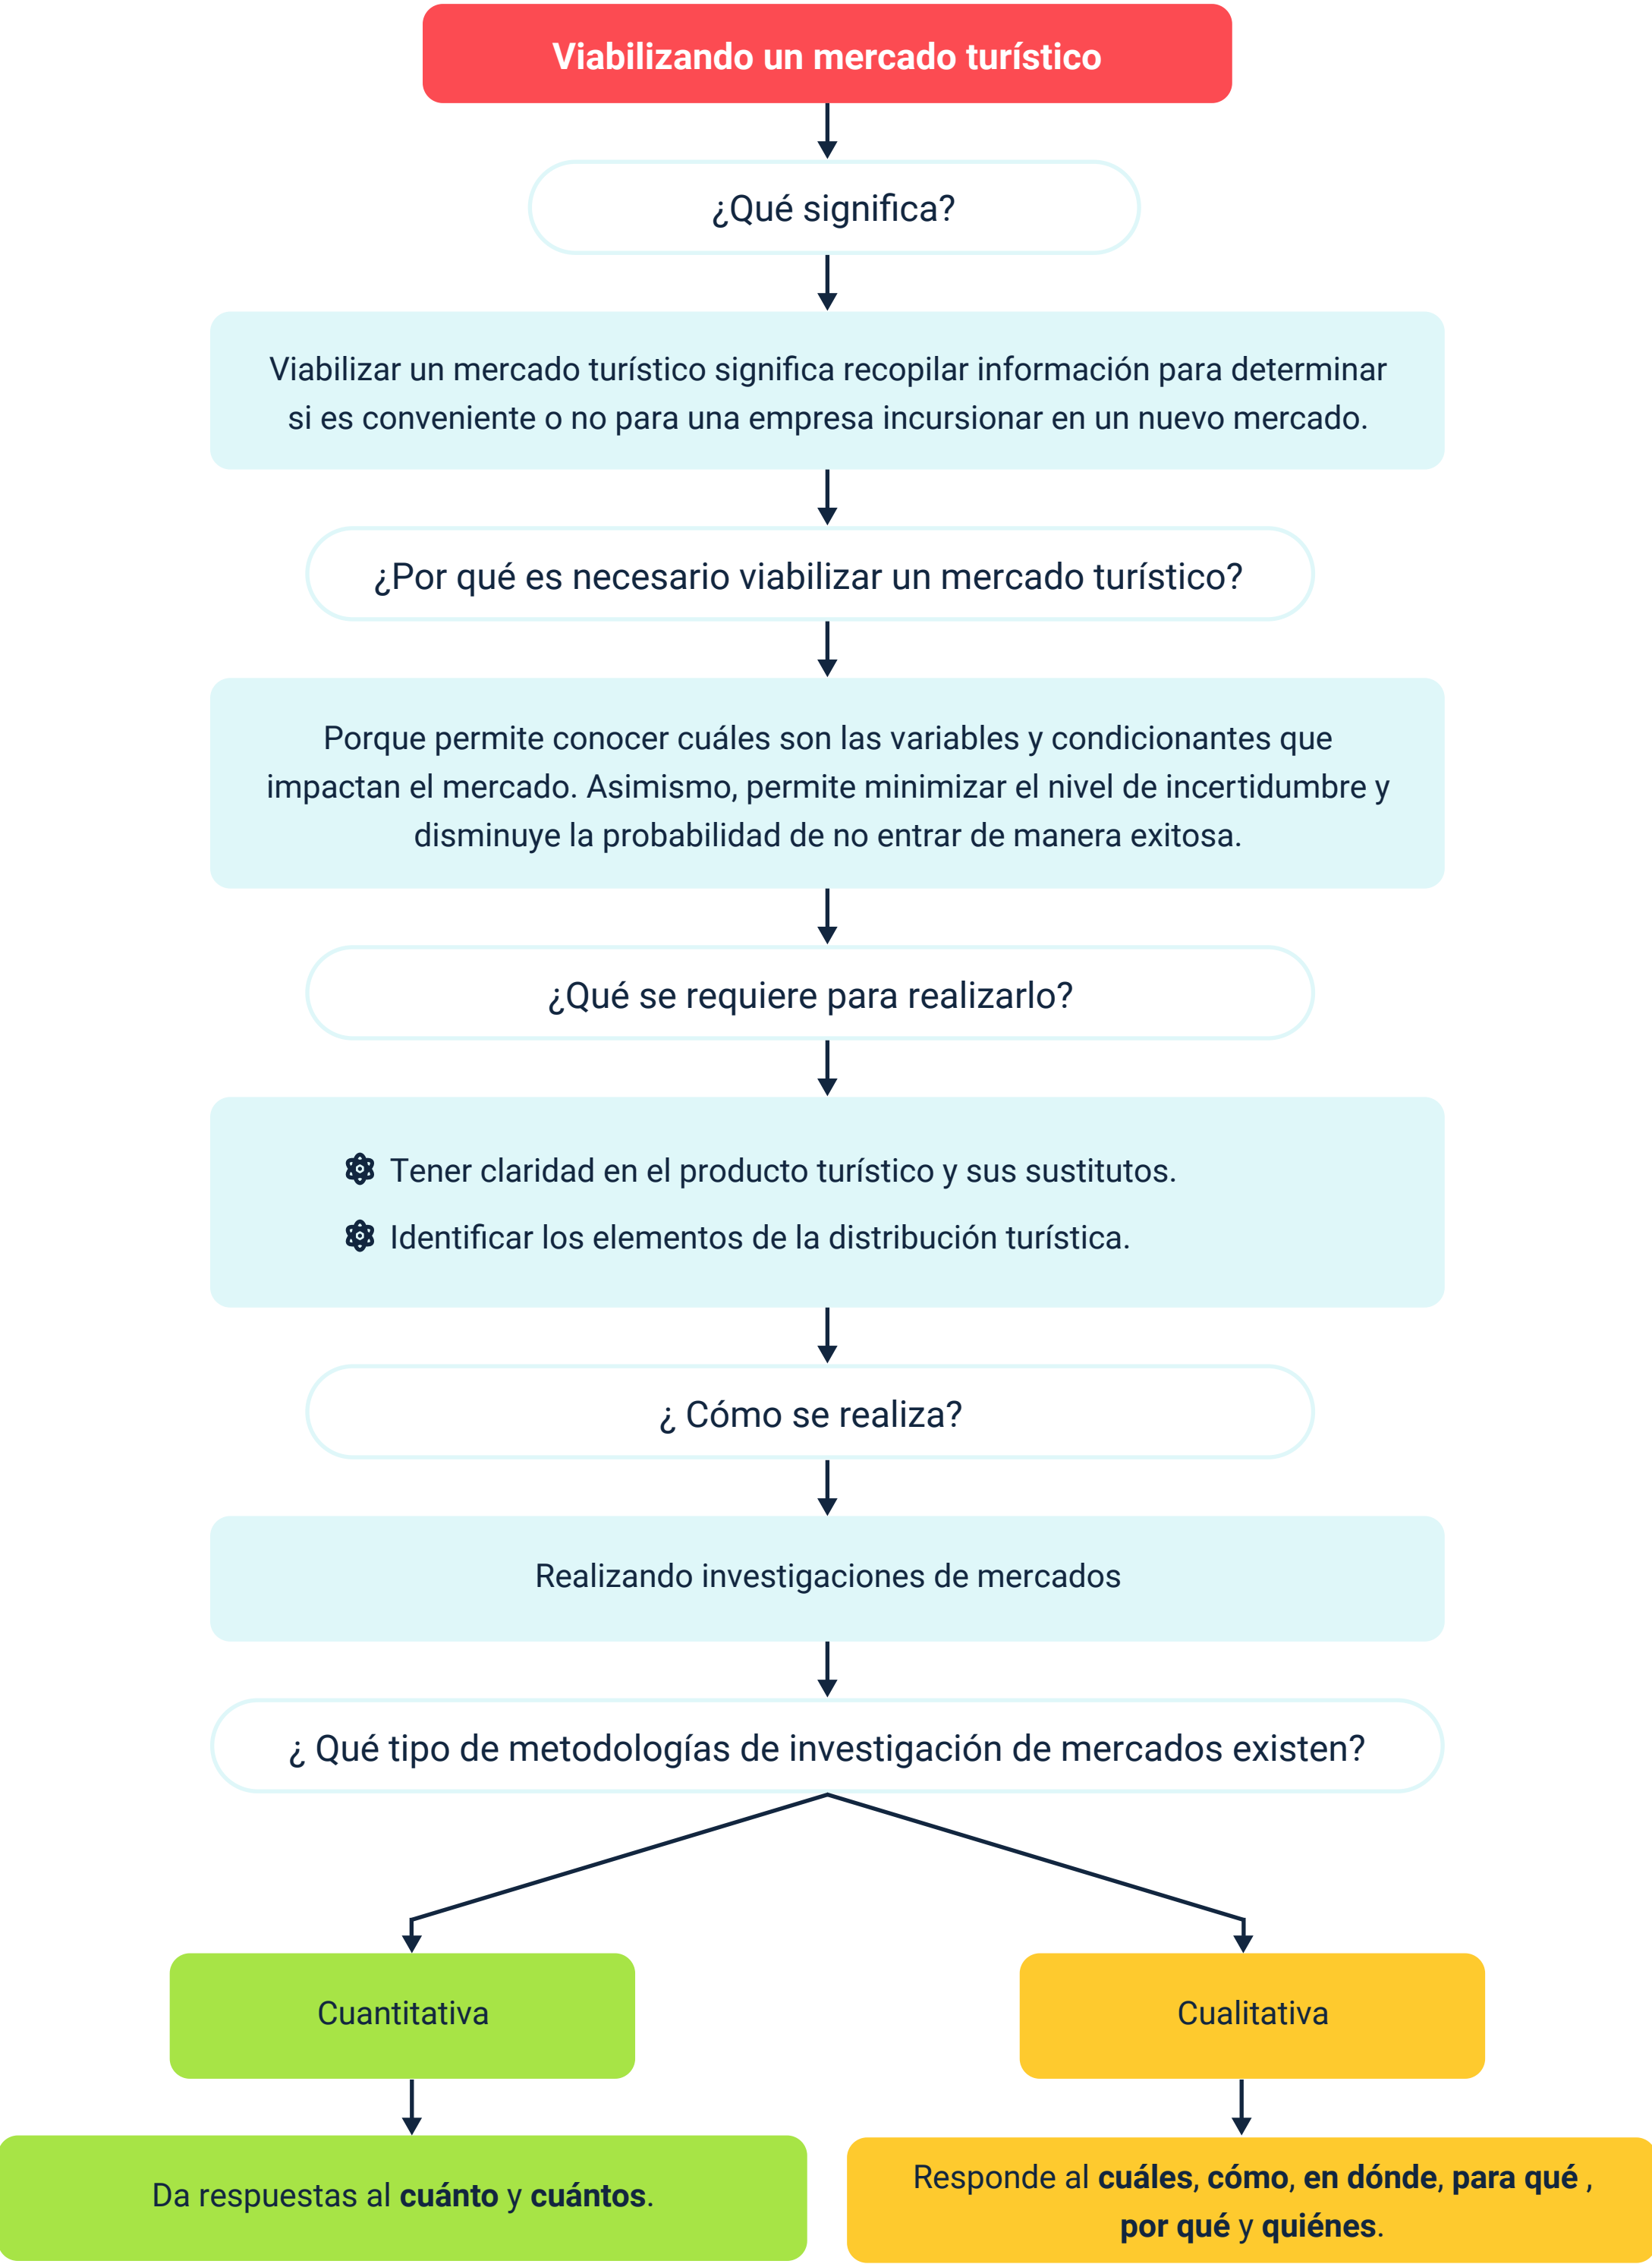 Viabilizando un mercado turístico
¿Qué significa?
Viabilizar un mercado turístico significa recopilar información para determinar
si es conveniente o no para una empresa incursionar en un nuevo mercado.
¿Por qué es necesario viabilizar un mercado turístico?
Porque permite conocer cuáles son las variables y condicionantes que
impactan el mercado. Asimismo, permite minimizar el nivel de incertidumbre y
disminuye la probabilidad de no entrar de manera exitosa.
¿Qué se requiere para realizarlo?
Tener claridad en el producto turístico y sus sustitutos.
Identificar los elementos de la distribución turística.
¿ Cómo se realiza?
Realizando investigaciones de mercados
¿ Qué tipo de metodologías de investigación de mercados existen?
Cuantitativa
Da respuestas al cuánto y cuántos.
Cualitativa
Responde al cuáles, cómo, en dónde, para qué ,
por qué y quiénes.